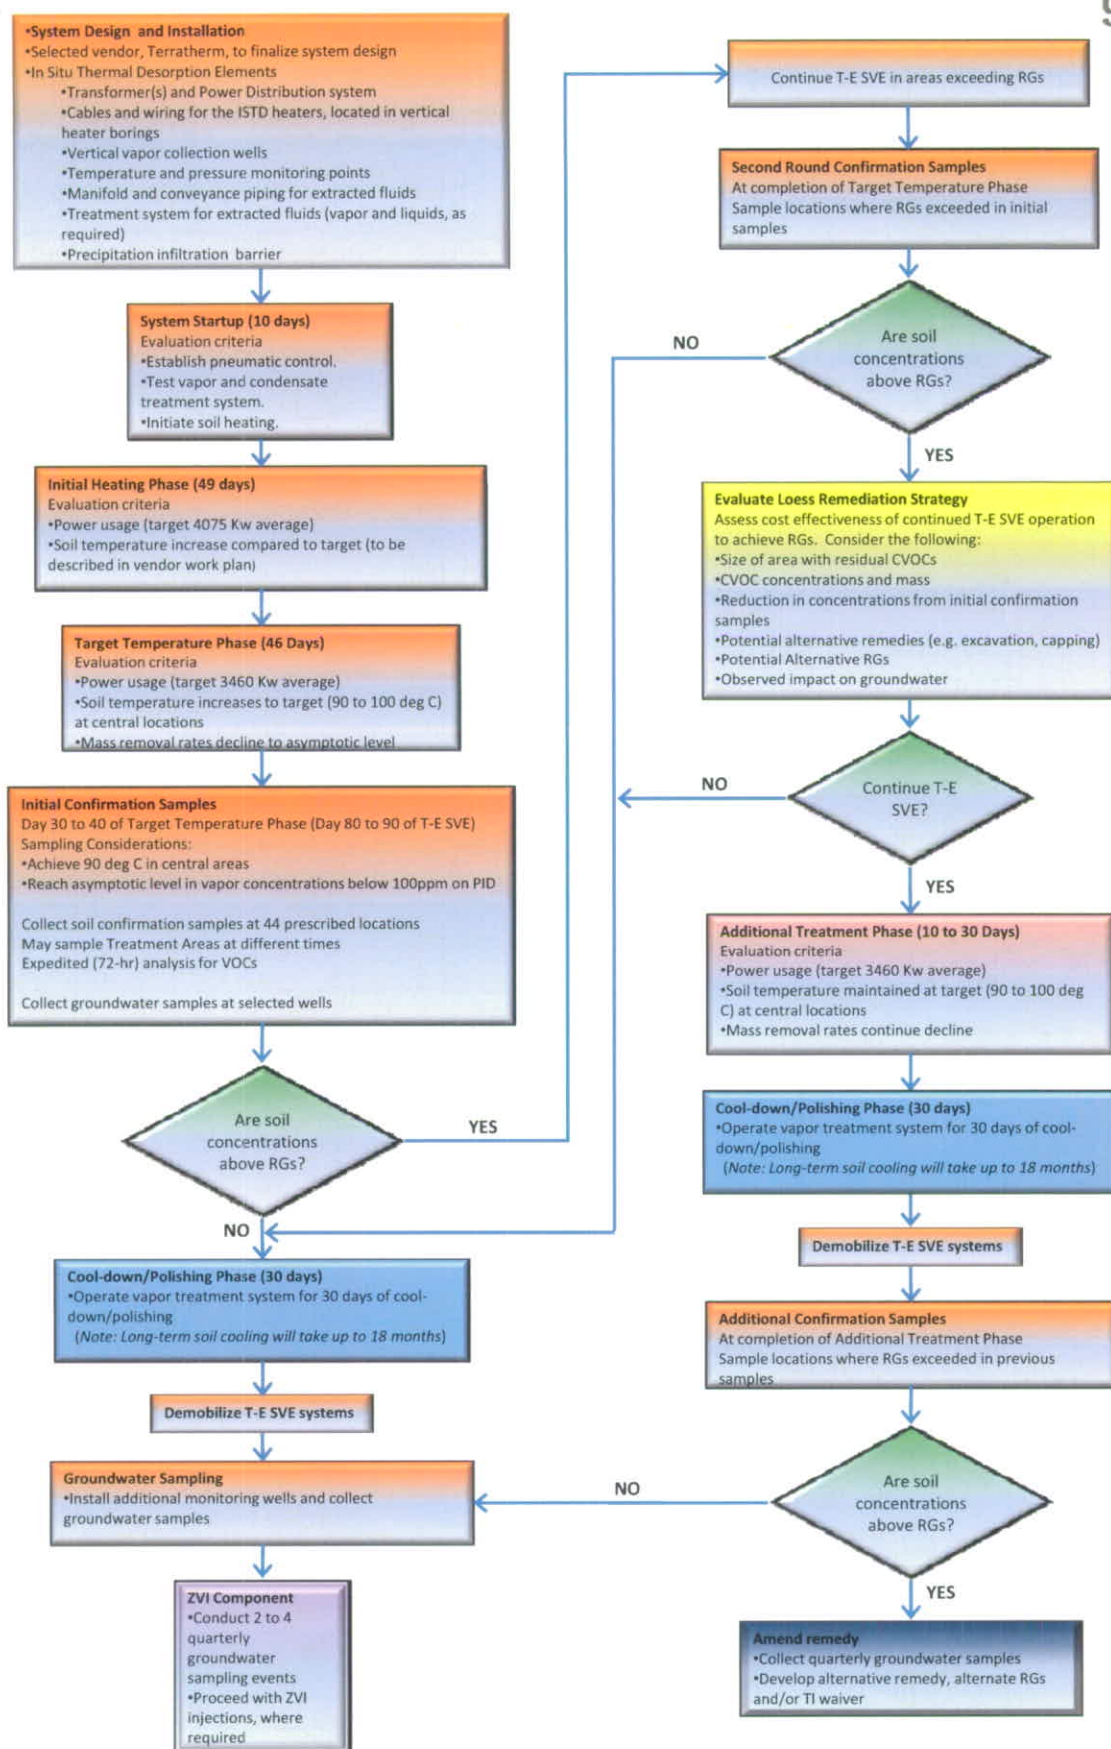 •System Design and Installation
•Selected vendor, Terratherm, to finalize system design
•In Situ Thermal Desorption Elements
•Transformer(s) and Power Distribution system
•Cables and wiring for the ISTD heaters, located in vertical
heater borings
•Vertical vapor collection wells
•Temperature and pressure monitoring points
•Manifold and conveyance piping for extracted fluids
•Treatment system for extracted fluids (vapor and liquids, as
required)
•Precipitation infiltration barrier
System Startup (10 days)
Evaluation criteria
•Establish pneumatic control.
•Test vapor and condensate
treatment system.
•Initiate soil heating.
Initial Heating Phase (49 days)
Evaluation criteria
•Power usage (target 4075 Kw average)
•Soil temperature increase compared to target (to be
described in vendor work plan)
Target Temperature Phase (46 Days)
Evaluation criteria
•Power usage (target 3460 Kw average)
•Soil temperature increases to target (90 to 100 deg C)
at central locations
•Mass removal rates decline to asymptotic level
Initial Confirmation Samples
Day 30 to 40 of Target Temperature Phase (Day 80 to 90 of T-E SVE)
Sampling Considerations:
•Achieve 90 deg C in central areas
•Reach asymptotic level in vapor concentrations below 100ppm on PID
Collect soil confirmation samples at 44 prescribed locations
May sample Treatment Areas at different times
Expedited (72-hr) analysis for VOCs
Collect groundwater samples at selected wells
Are soil
concentrations
above RGs?
YES
NO
Cool-down/Polishing Phase (30 days)
•Operate vapor treatment system for 30 days of cool-
down/polishing
(Note: Long-term soil cooling will take up to 18 months)
Demobilize T-E SVE systems
Groundwater Sampling
•Install additional monitoring wells and collect
groundwater samples
ZVI Component
•Conduct 2 to 4
quarterly
groundwater
sampling events
•Proceed with ZVI
injections, where
required
Continue T-E SVE in areas exceeding RGs
Second Round Confirmation Samples
At completion of Target Temperature Phase
Sample locations where RGs exceeded in initial
samples
Are soil
concentrations
above RGs?
NO
YES
Evaluate Loess Remediation Strategy
Assess cost effectiveness of continued T-E SVE operation
to achieve RGs. Consider the following:
•Size of area with residual CVOCs
•CVOC concentrations and mass
•Reduction in concentrations from initial confirmation
samples
•Potential alternative remedies (e.g. excavation, capping)
•Potential Alternative RGs
•Observed impact on groundwater
Continue T-E
SVE?
NO
YES
Additional Treatment Phase (10 to 30 Days)
Evaluation criteria
•Power usage (target 3460 Kw average)
•Soil temperature maintained at target (90 to 100 deg
C) at central locations
•Mass removal rates continue decline
Cool-down/Polishing Phase (30 days)
•Operate vapor treatment system for 30 days of cool-
down/polishing
(Note: Long-term soil cooling will take up to 18 months)
Demobilize T-E SVE systems
Additional Confirmation Samples
At completion of Additional Treatment Phase
Sample locations where RGs exceeded in previous
samples
Are soil
concentrations
above RGs?
NO
YES
Amend remedy
•Collect quarterly groundwater samples
•Develop alternative remedy, alternate RGs
and/or TI waiver